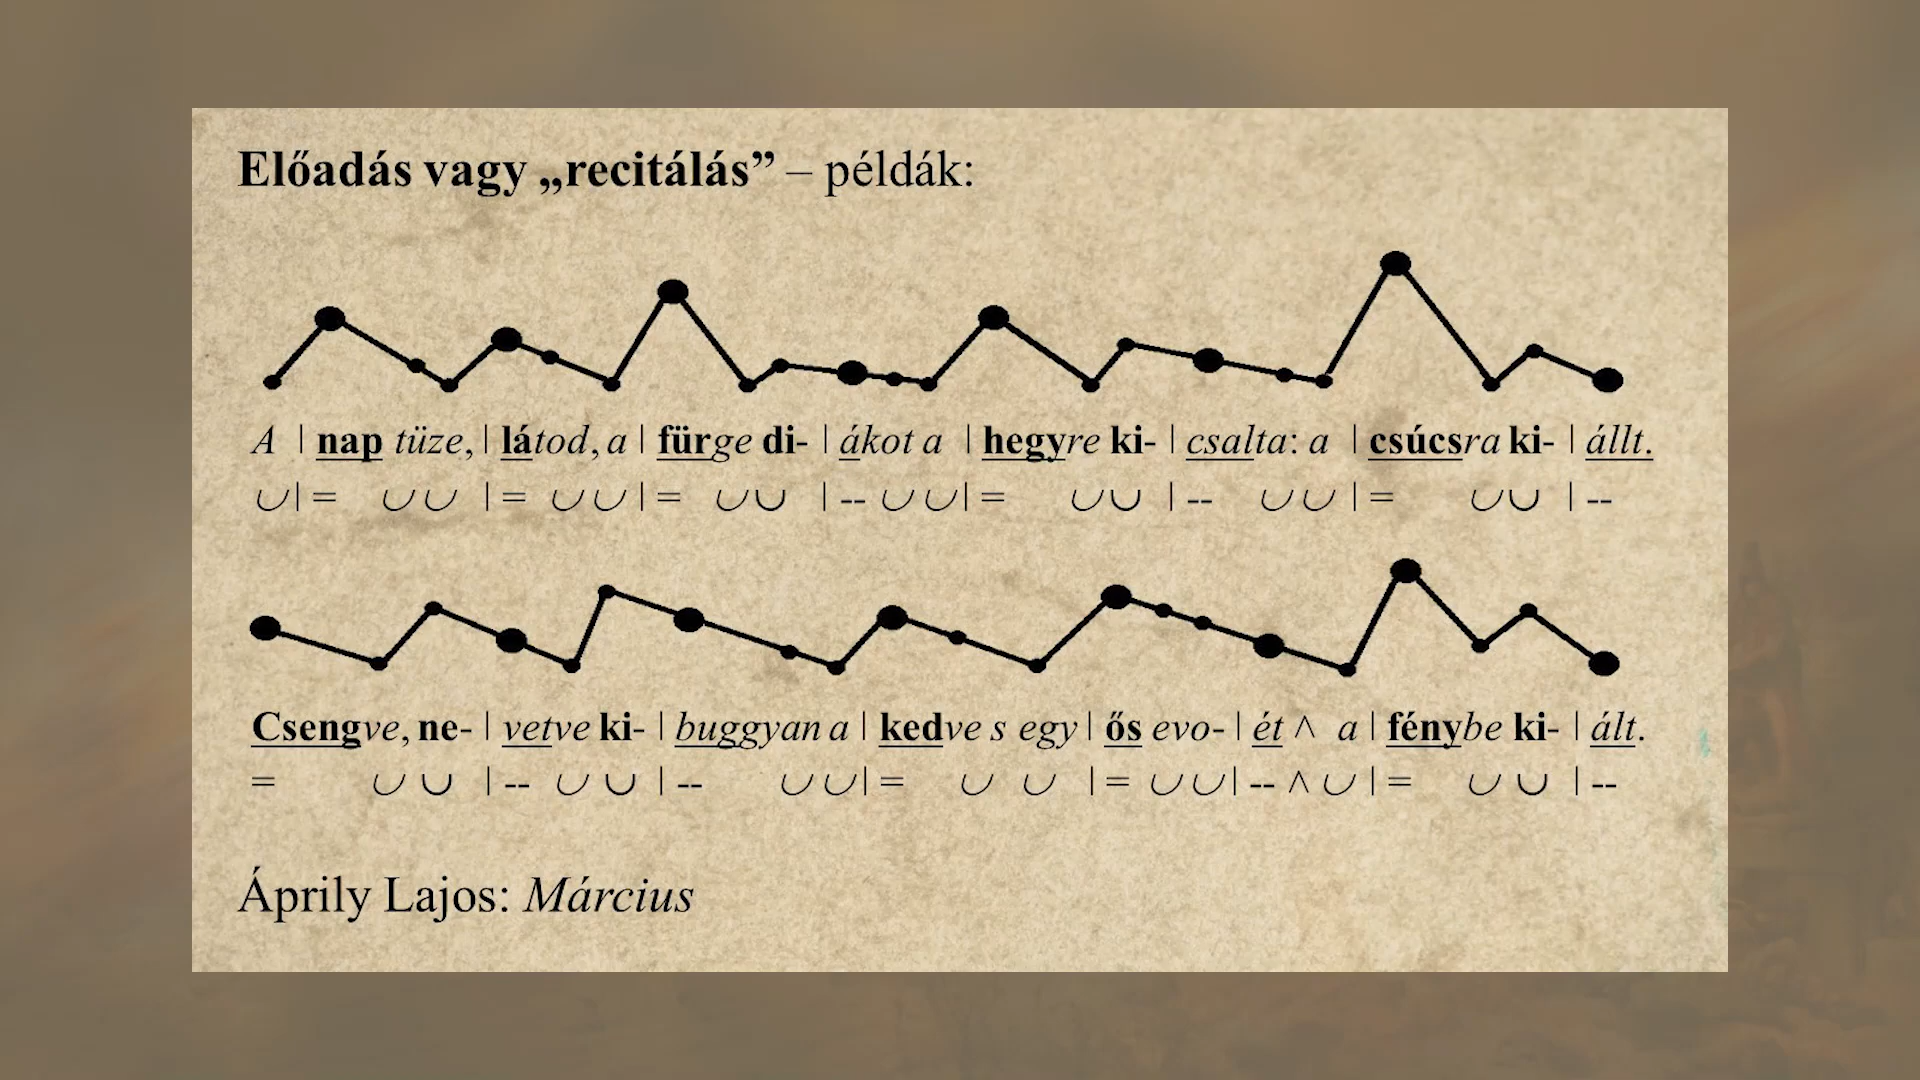 Előadás vagy „recitálás” – példák:
A | nap tüze, | látod, a | fürge di- | ákot a | hegyre ki- | csalta: a | csúcsra ki- | állt.
∪ | = ∪ ∪ | = ∪ ∪ | = ∪ ∪ | -- ∪ ∪ | = ∪ ∪ | -- ∪ ∪ | = ∪ ∪ | --
Csengve, ne- | vetve ki- | buggyan a | kedve s egy | ős evo- | ét ^ a | fénybe ki- | ált.
= ∪ ∪ | -- ∪ ∪ | -- ∪ ∪ | = ∪ ∪ | = ∪ ∪ | -- ^ ∪ | = ∪ ∪ | --
Áprily Lajos: Március